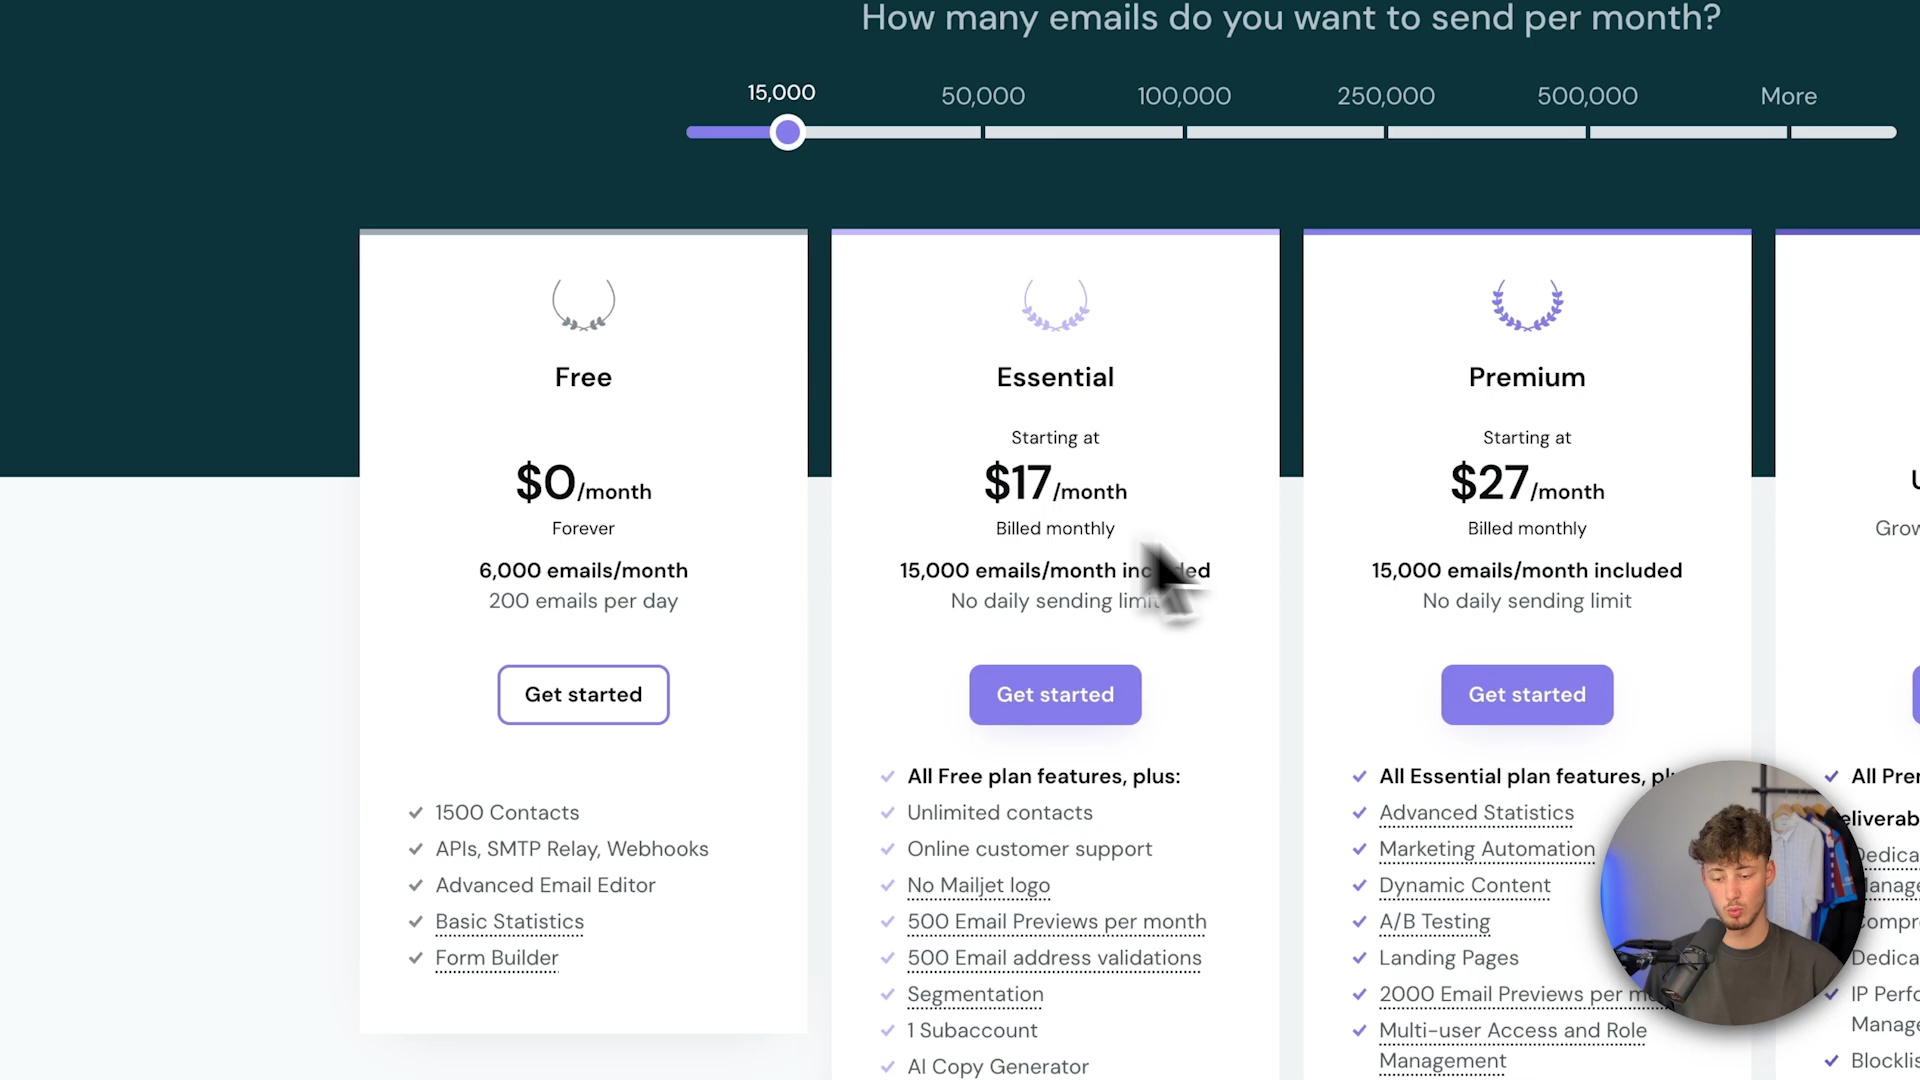 How many emails do you want to send per month?
15,000
50,000
100,000
250,000
500,000
More
Free
$0/month
Forever
6,000 emails/month
200 emails per day
Get started
1500 Contacts
APIs, SMTP Relay, Webhooks
Advanced Email Editor
Basic Statistics
Form Builder
Essential
Starting at
$17/month
Billed monthly
15,000 emails/month included
No daily sending limit
Get started
All Free plan features, plus:
Unlimited contacts
Online customer support
No Mailjet logo
500 Email Previews per month
500 Email address validations
Segmentation
1 Subaccount
AI Copy Generator
Premium
Starting at
$27/month
Billed monthly
15,000 emails/month included
No daily sending limit
Get started
All Essential plan features,
Advanced Statistics
Marketing Automation
Dynamic Content
A/B Testing
Landing Pages
2000 Email Previews per
Multi-user Access and Role
Management
All